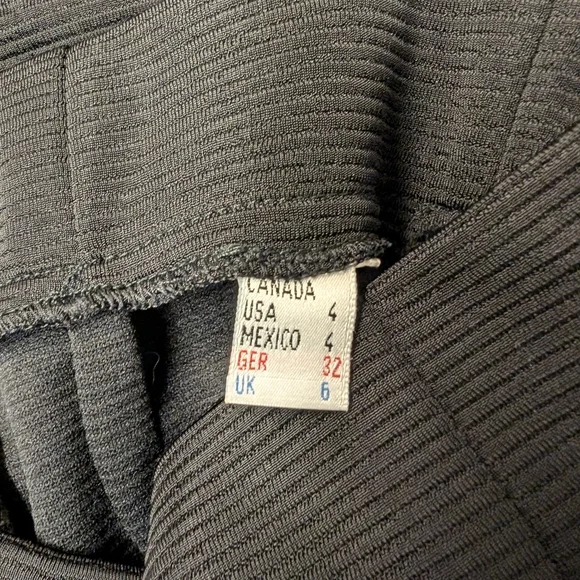 CANADA
USA 4
MEXICO 4
GER 32
UK 6